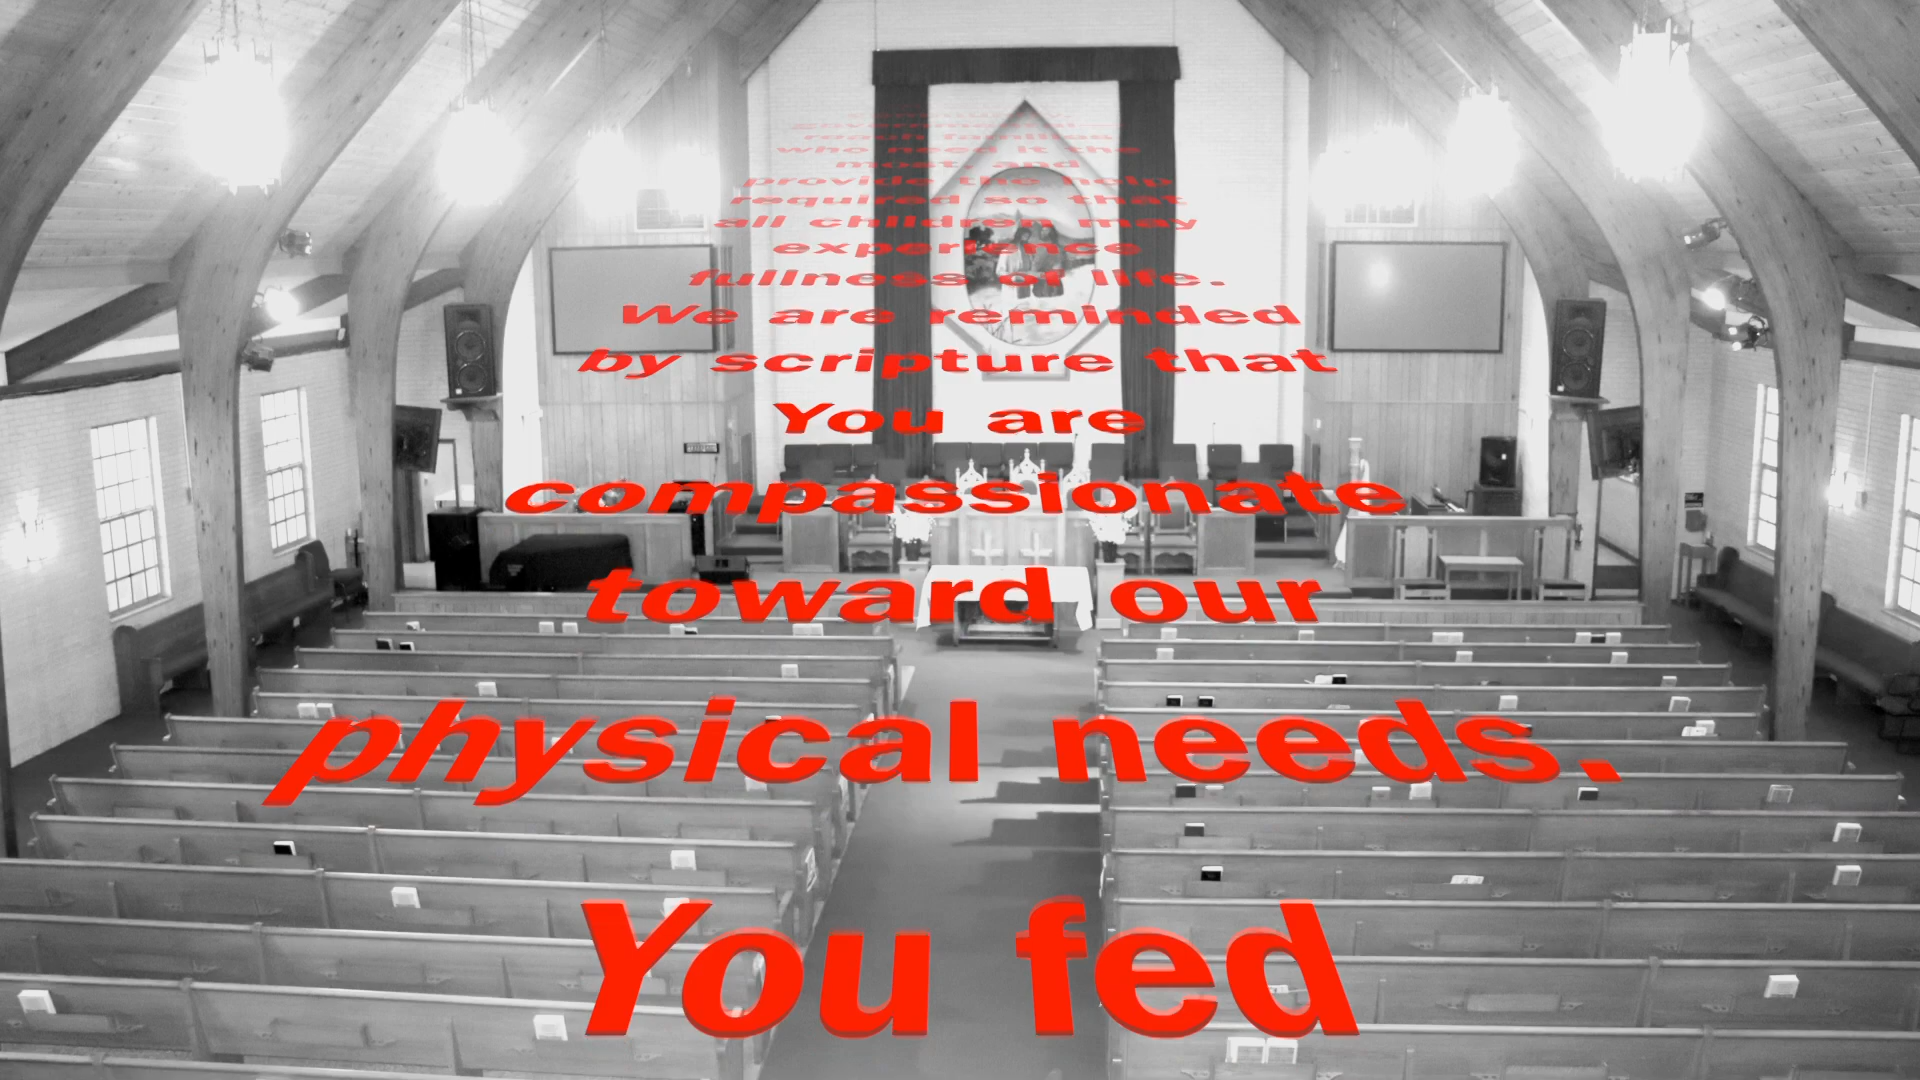 reach families
who need it the
most, and
provide the help
required so that
all children may
experience
fullness of life.
We are reminded
by scripture that
You are
compassionate
toward our
physical needs.
You fed